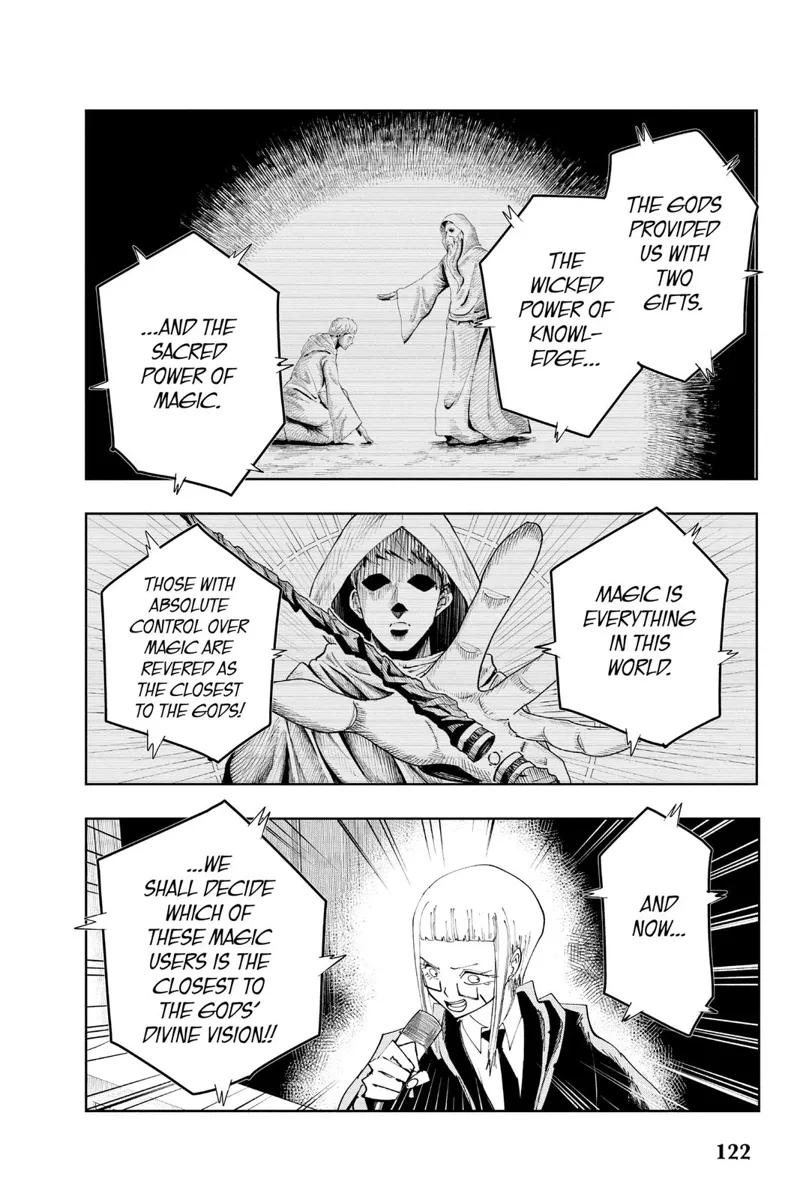 THE GODS
PROVIDED
US WITH
TWO
GIFTS.
THE
WICKED
POWER OF
KNOWL-
EDGE...
...AND THE
SACRED
POWER OF
MAGIC.
MAGIC IS
EVERYTHING
IN THIS
WORLD.
THOSE WITH
ABSOLUTE
CONTROL OVER
MAGIC ARE
REVERED AS
THE CLOSEST
TO THE GODS!
AND
NOW...
...WE
SHALL DECIDE
WHICH OF
THESE MAGIC
USERS IS THE
CLOSEST TO
THE GODS'
DIVINE VISION!!
122